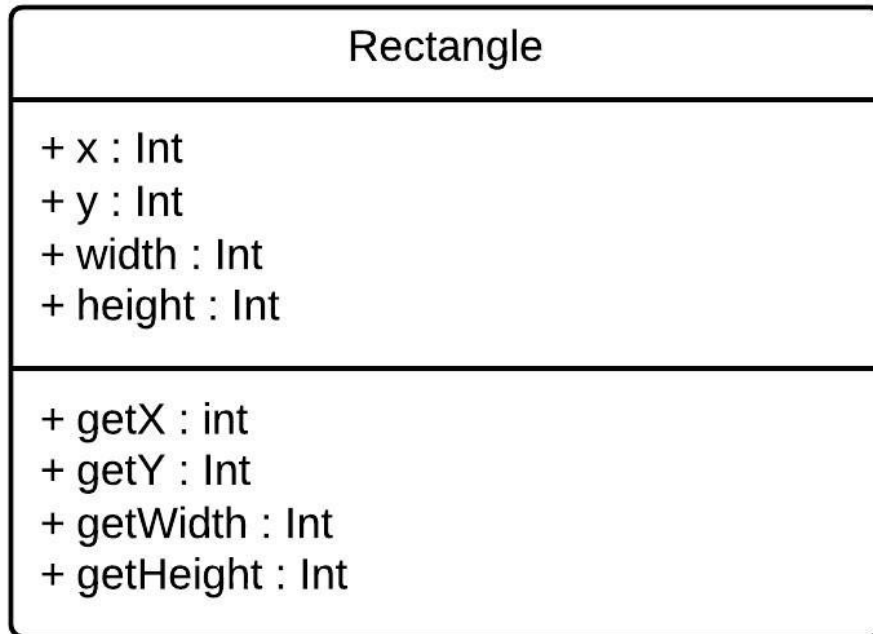 Rectangle
+ x : Int
+ y : Int
+ width : Int
+ height : Int
+ getX : int
+ getY : Int
+ getWidth : Int
+ getHeight : Int